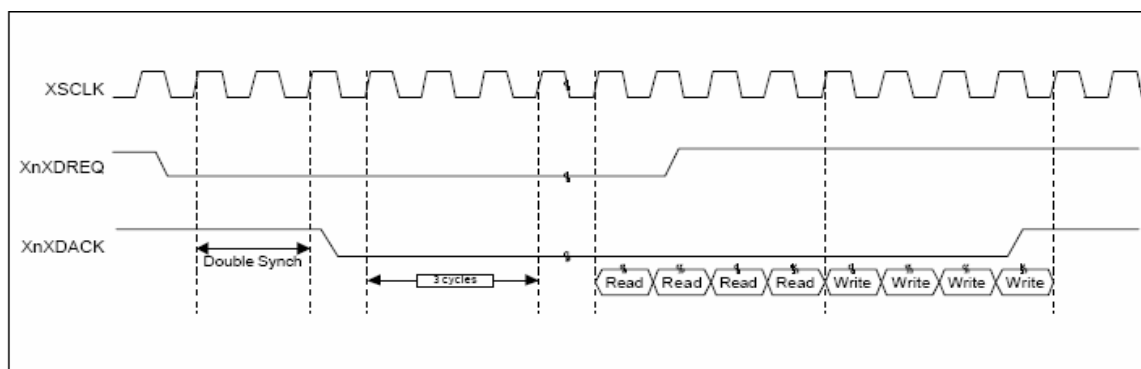 XSCLK
XnXDREQ
XnXDACK
Double Synch
3 cycles
Read Read Read Read Write Write Write Write